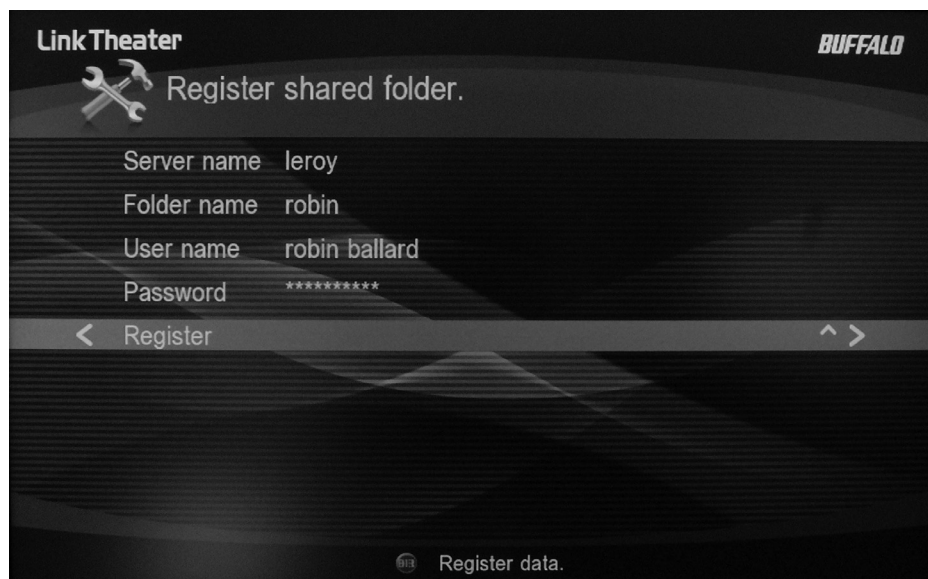 LinkTheater
BUFFALO
Register shared folder.
Server name leroy
Folder name robin
User name robin ballard
Password **********
< Register ^ >
Register data.